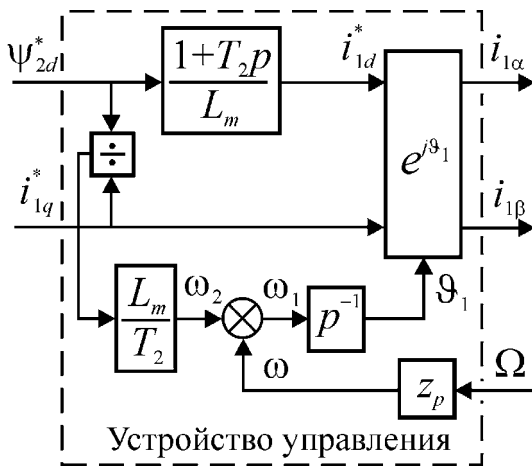 ψ*2d
1+T2p
Lm
i*1d
i1α
÷
e^jϑ1
i*1q
i1β
Lm
T2
ω2
ω1
p^-1
ϑ1
ω
zp
Ω
Устройство управления